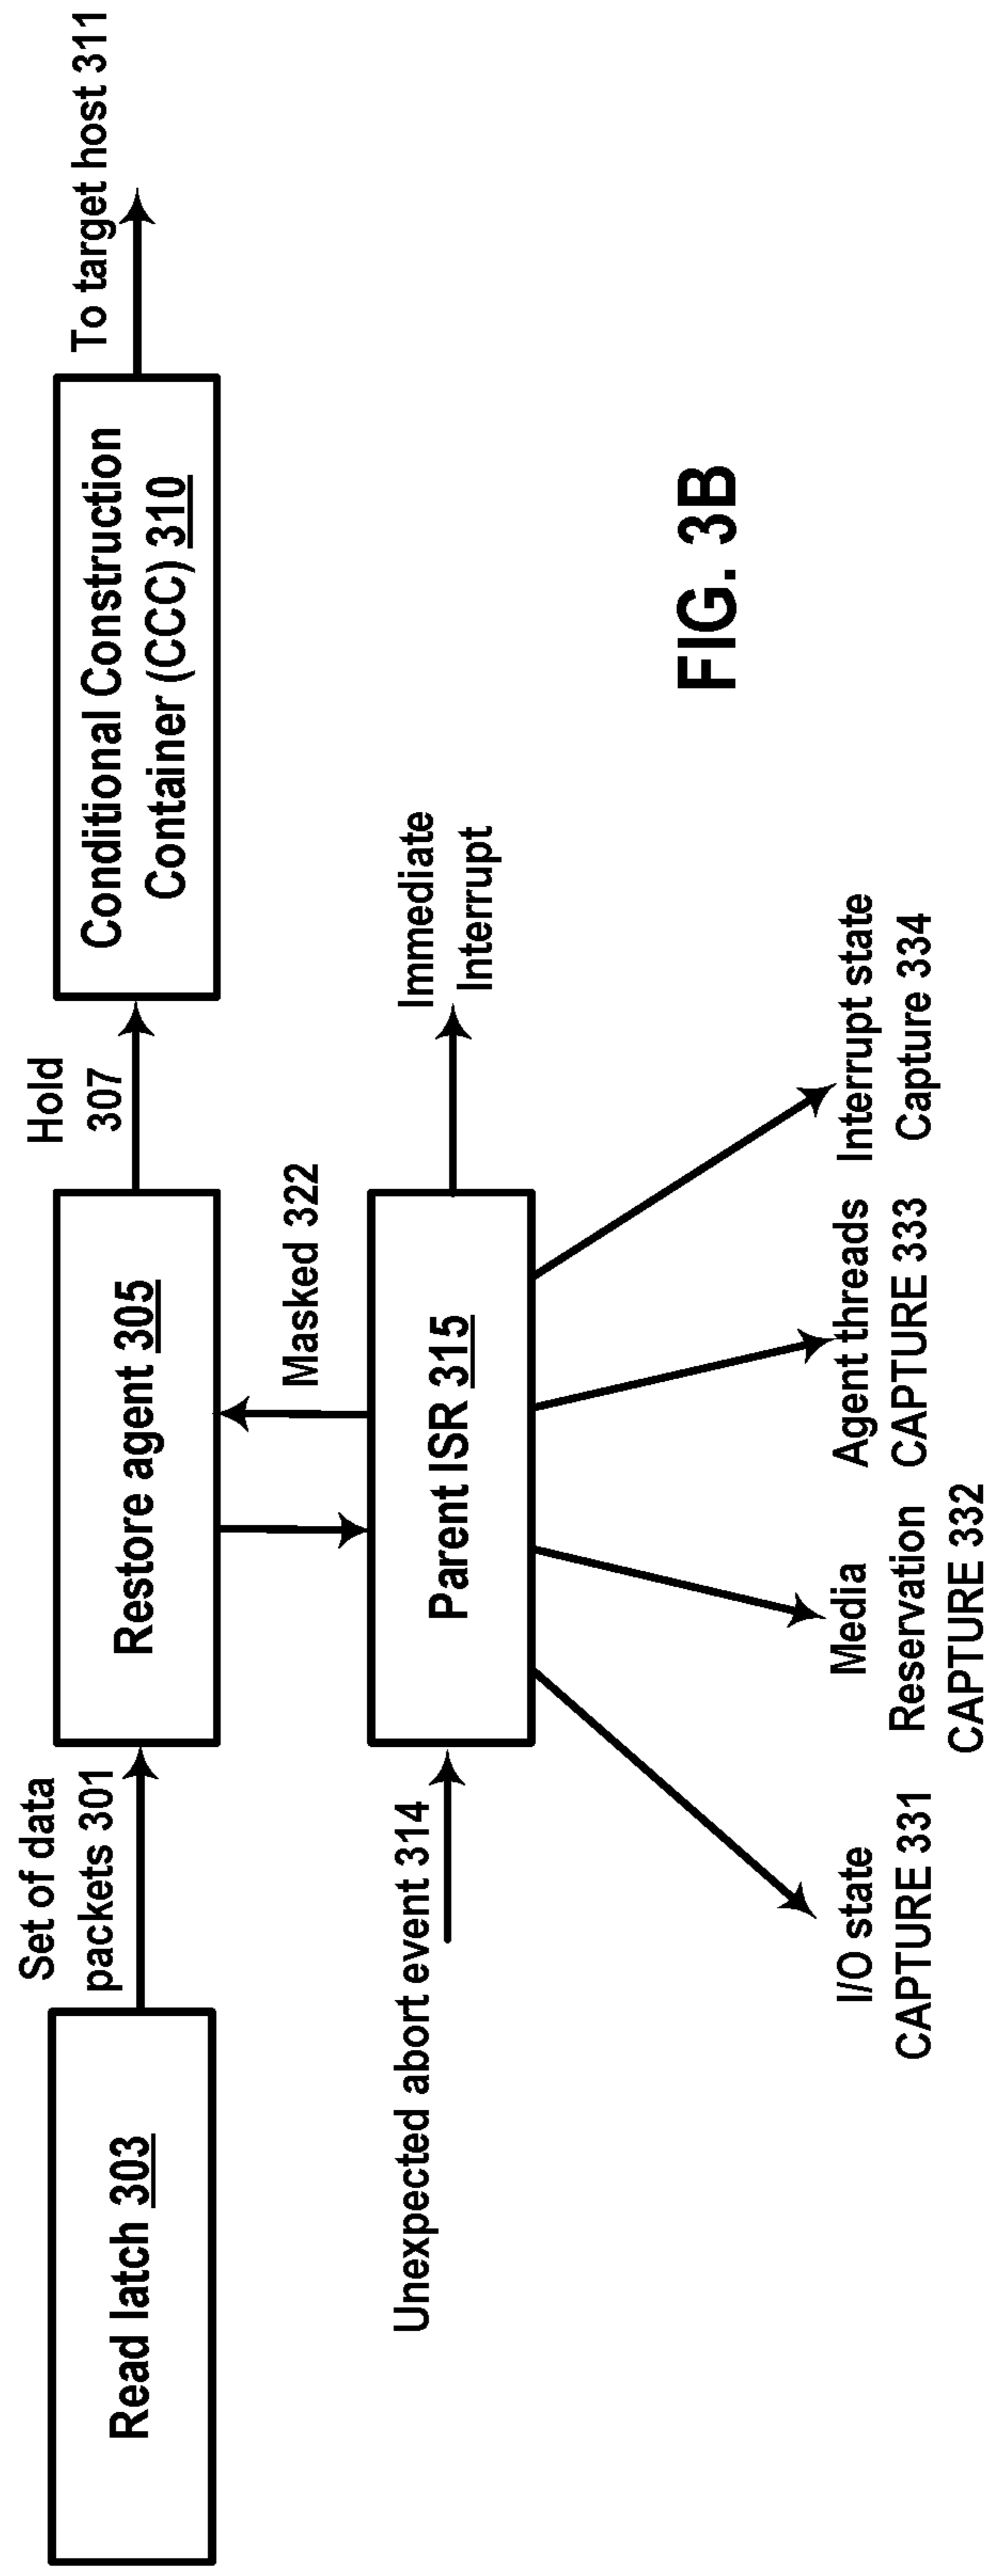 Set of data
packets 301
Hold
307
To target host 311
Read latch 303
Restore agent 305
Conditional Construction
Container (CCC) 310
Masked 322
Unexpected abort event 314
Parent ISR 315
Immediate
Interrupt
I/O state
CAPTURE 331
Media
Reservation
CAPTURE 332
Agent threads
CAPTURE 333
Interrupt state
Capture 334
FIG. 3B